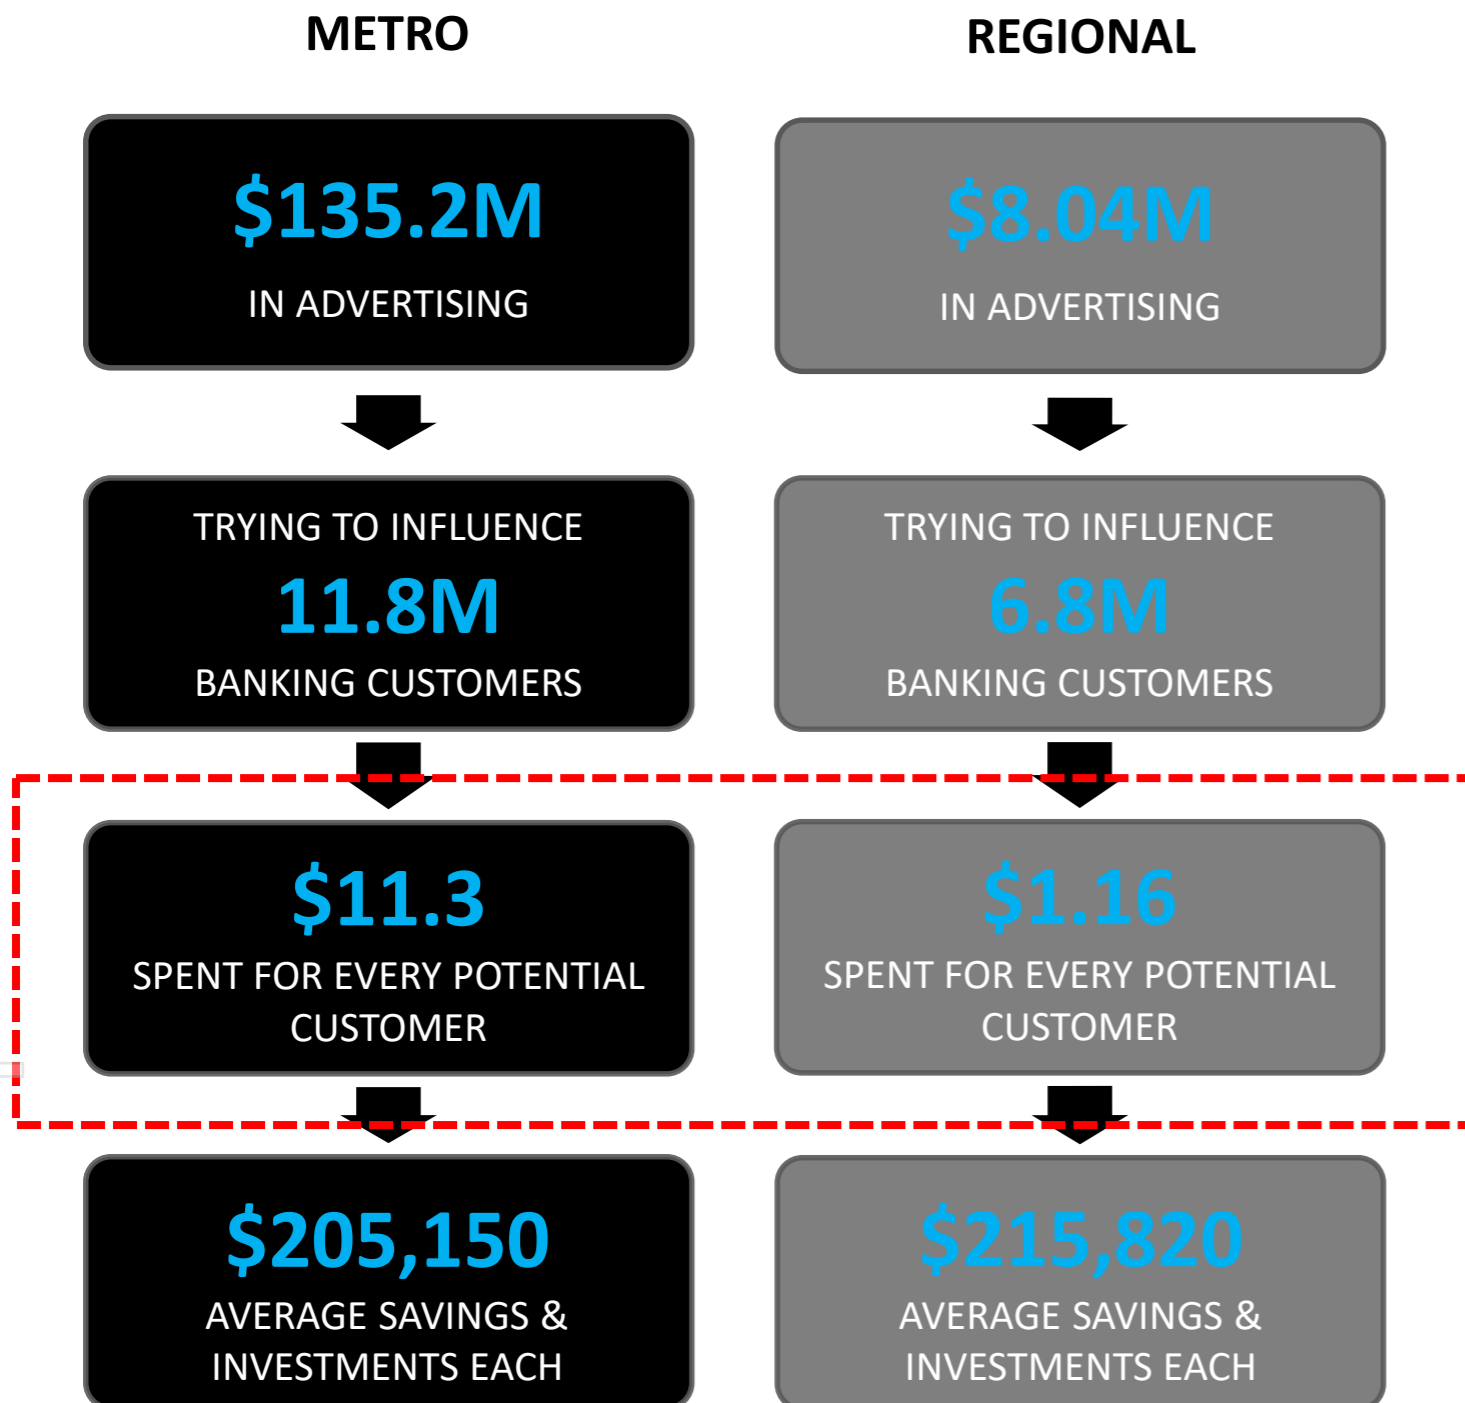 METRO
$135.2M
IN ADVERTISING
TRYING TO INFLUENCE
11.8M
BANKING CUSTOMERS
$11.3
SPENT FOR EVERY POTENTIAL
CUSTOMER
$205,150
AVERAGE SAVINGS &
INVESTMENTS EACH
REGIONAL
$8.04M
IN ADVERTISING
TRYING TO INFLUENCE
6.8M
BANKING CUSTOMERS
$1.16
SPENT FOR EVERY POTENTIAL
CUSTOMER
$215,820
AVERAGE SAVINGS &
INVESTMENTS EACH